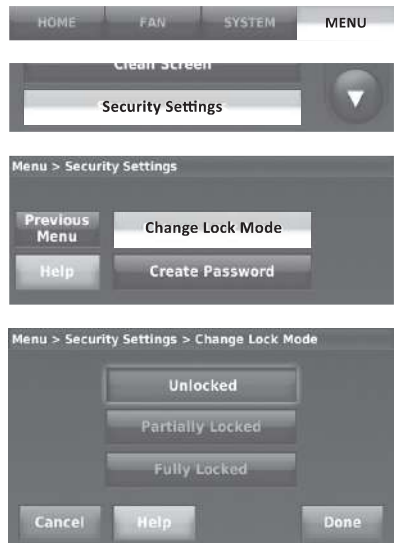 HOME FAN SYSTEM MENU
Clean Screen
Security Settings
Menu > Security Settings
Previous
Menu
Change Lock Mode
Help
Create Password
Menu > Security Settings > Change Lock Mode
Unlocked
Partially Locked
Fully Locked
Cancel Help Done